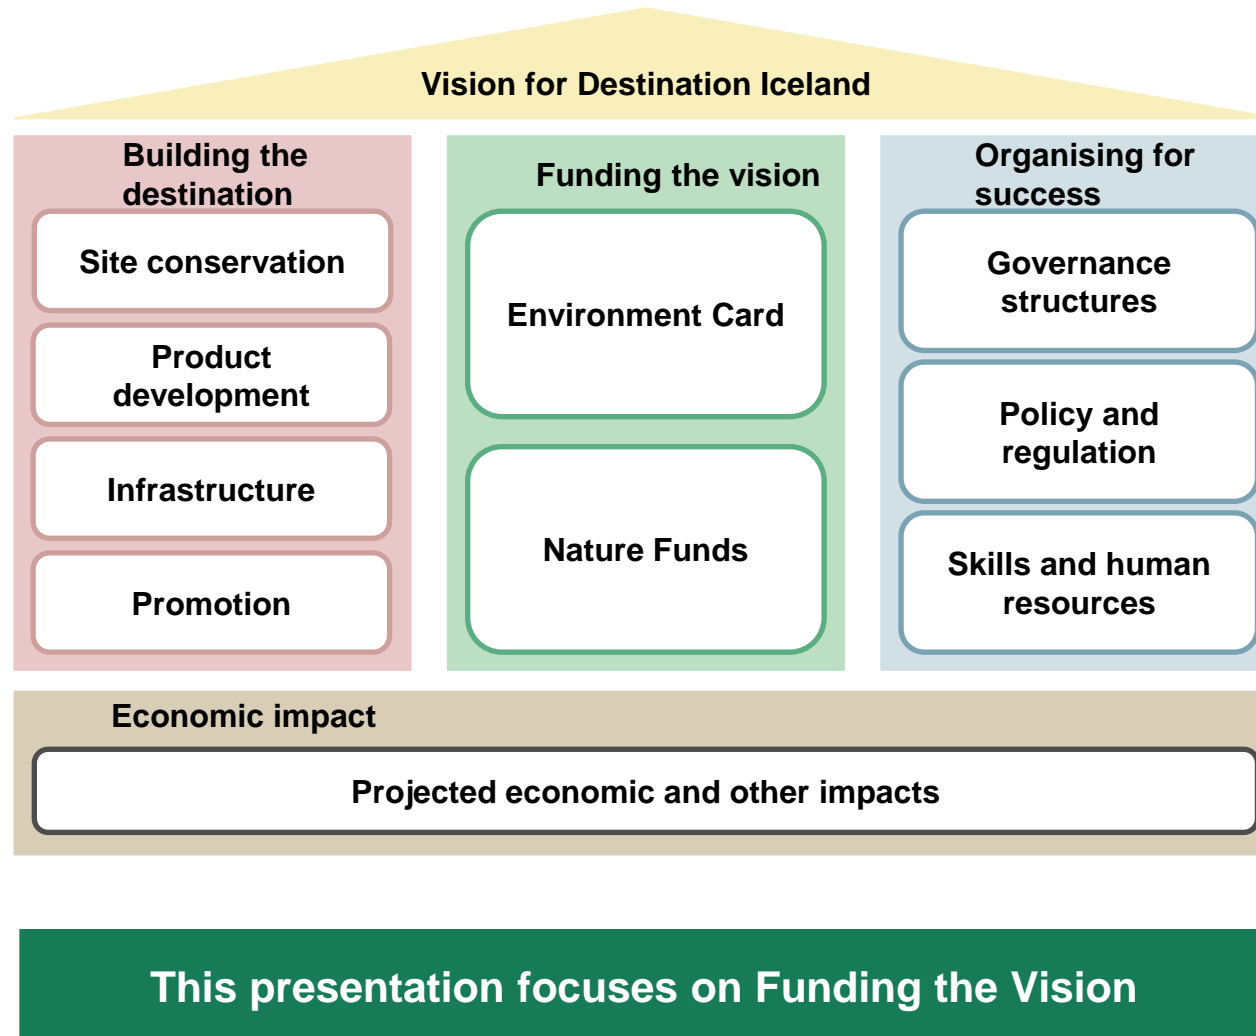 Vision for Destination Iceland
Building the
destination
Site conservation
Product
development
Infrastructure
Promotion
Funding the vision
Environment Card
Nature Funds
Organising for
success
Governance
structures
Policy and
regulation
Skills and human
resources
Economic impact
Projected economic and other impacts
This presentation focuses on Funding the Vision